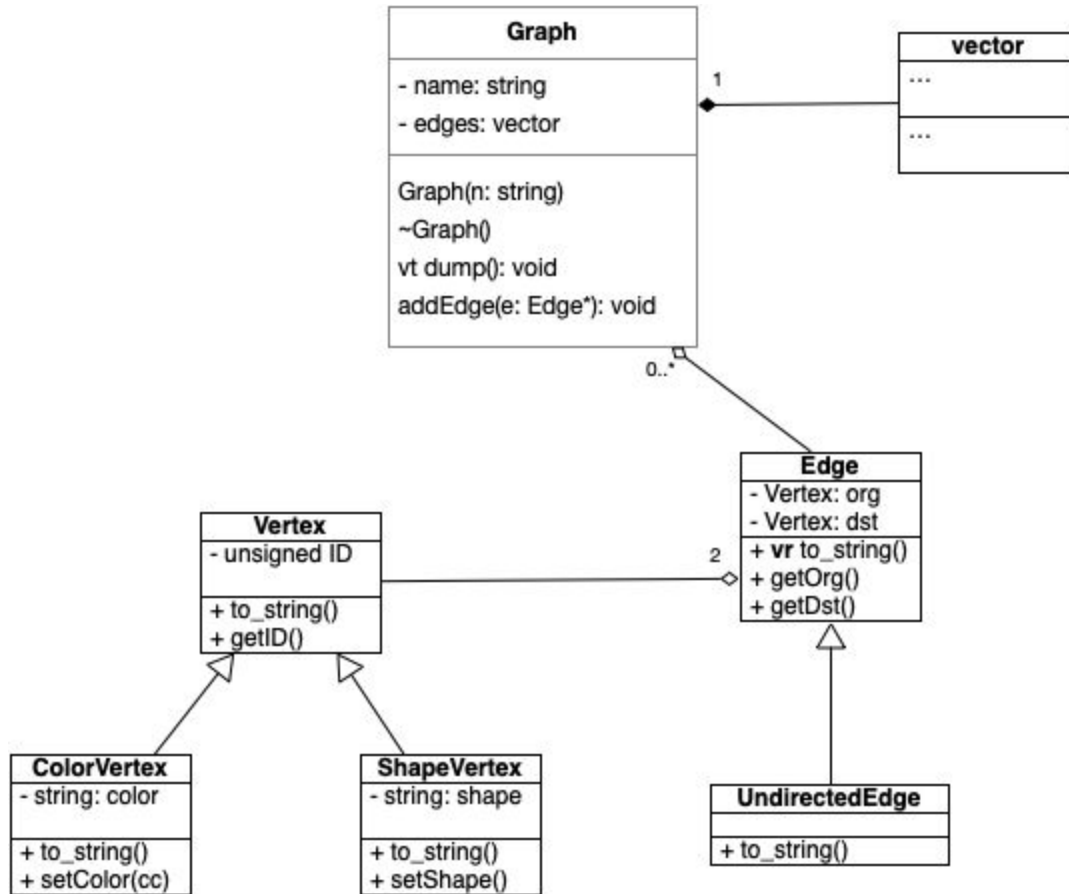 Graph
- name: string
- edges: vector
Graph(n: string)
~Graph()
vt dump(): void
addEdge(e: Edge*): void
1
vector
...
...
0..*
Edge
- Vertex: org
- Vertex: dst
+ vr to_string()
+ getOrg()
+ getDst()
2
Vertex
- unsigned ID
+ to_string()
+ getID()
ColorVertex
- string: color
+ to_string()
+ setColor(cc)
ShapeVertex
- string: shape
+ to_string()
+ setShape()
UndirectedEdge
+ to_string()